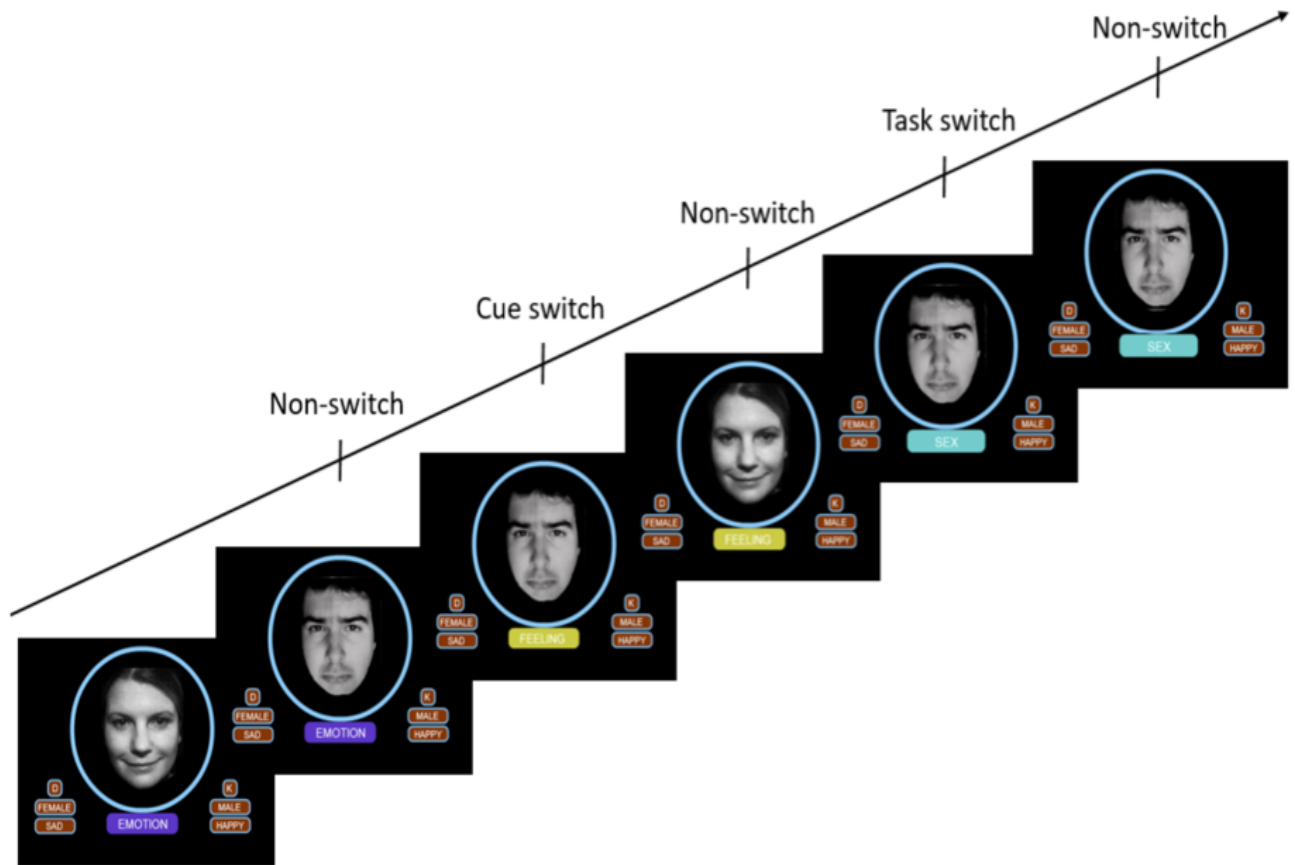 Non-switch
Task switch
Non-switch
Cue switch
Non-switch
D
FEMALE
SAD
K
MALE
HAPPY
SEX
D
FEMALE
SAD
K
MALE
HAPPY
SEX
D
FEMALE
SAD
K
MALE
HAPPY
FEELING
D
FEMALE
SAD
K
MALE
HAPPY
FEELING
D
FEMALE
SAD
K
MALE
HAPPY
EMOTION
D
FEMALE
SAD
K
MALE
HAPPY
EMOTION